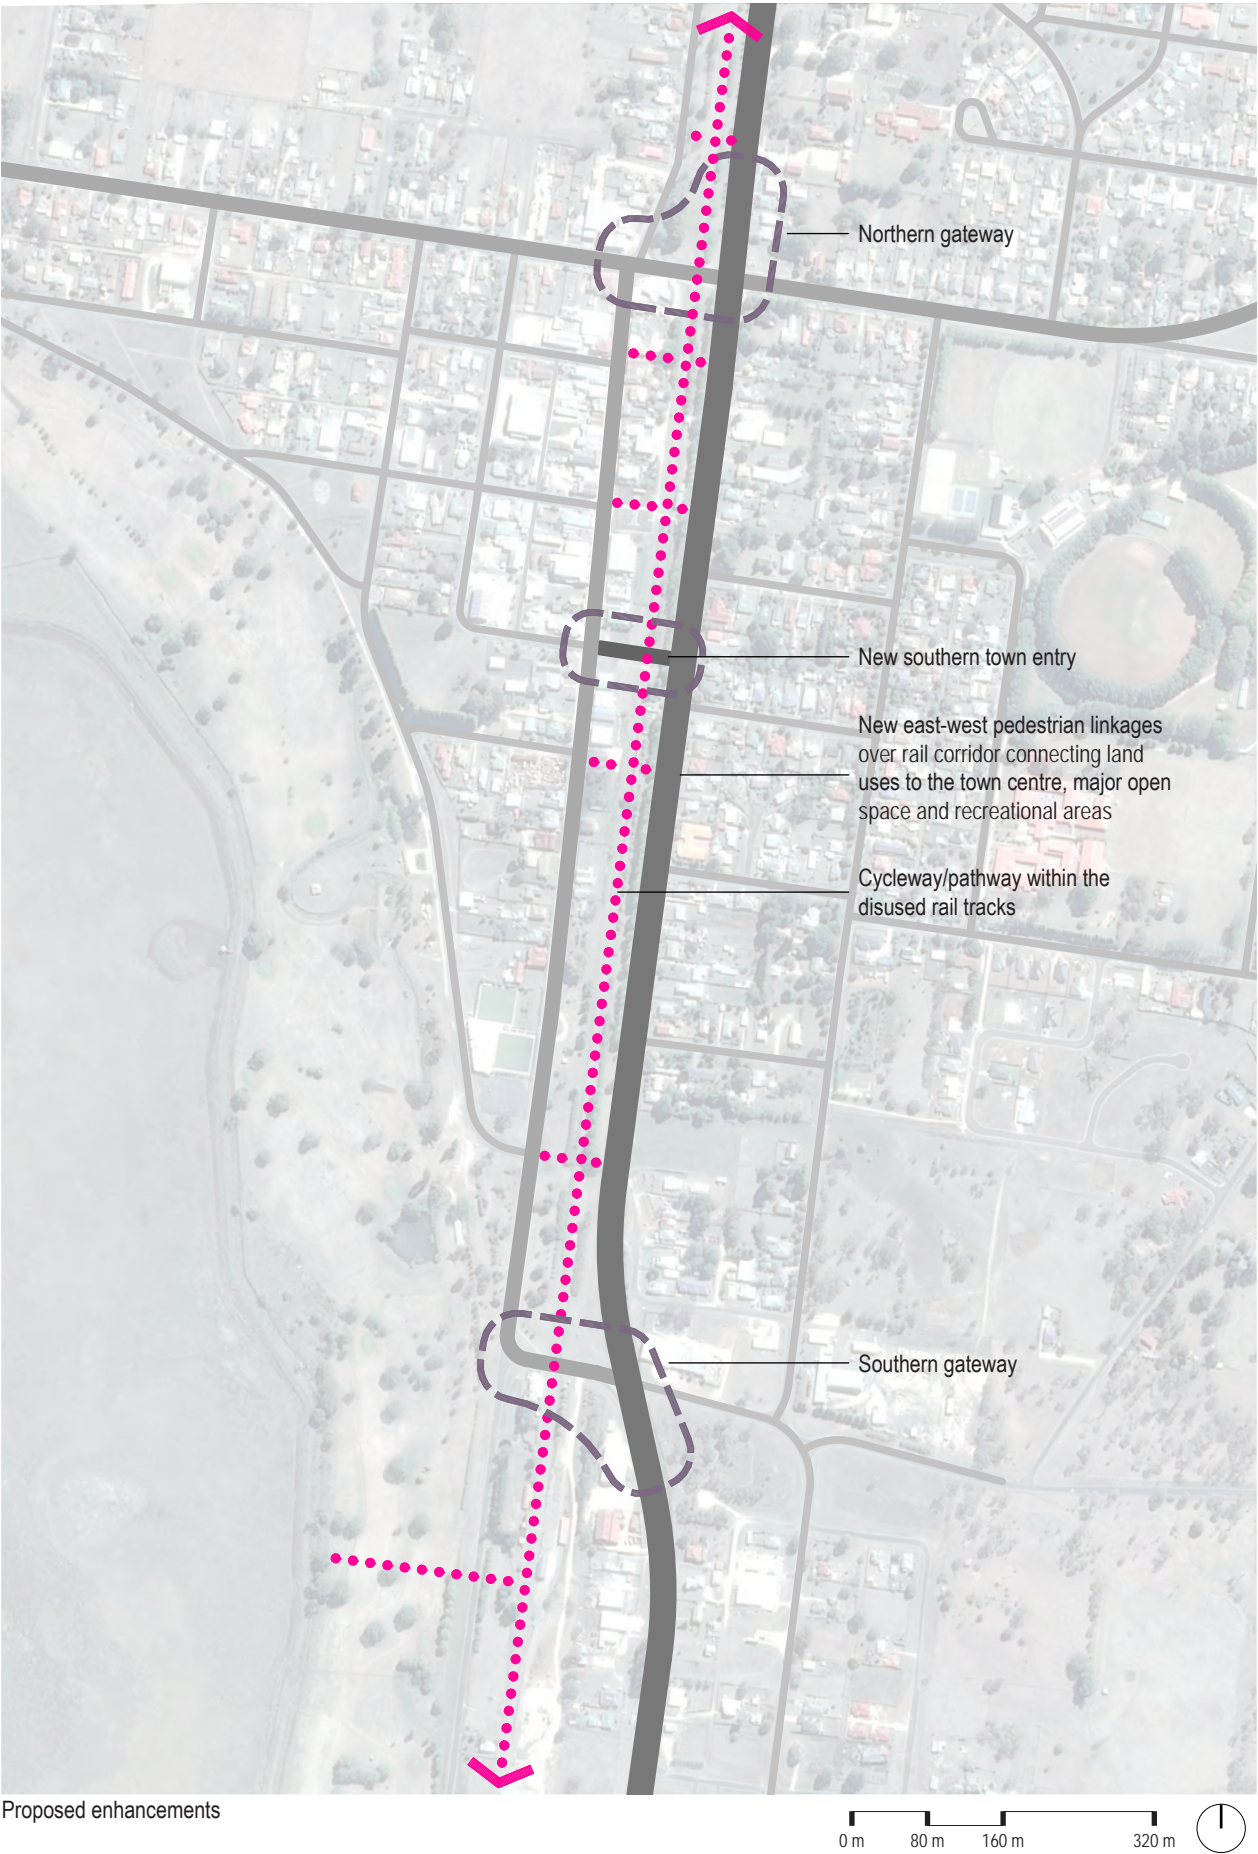 Northern gateway
New southern town entry
New east-west pedestrian linkages
over rail corridor connecting land
uses to the town centre, major open
space and recreational areas
Cycleway/pathway within the
disused rail tracks
Southern gateway
Proposed enhancements
0 m 80 m 160 m 320 m